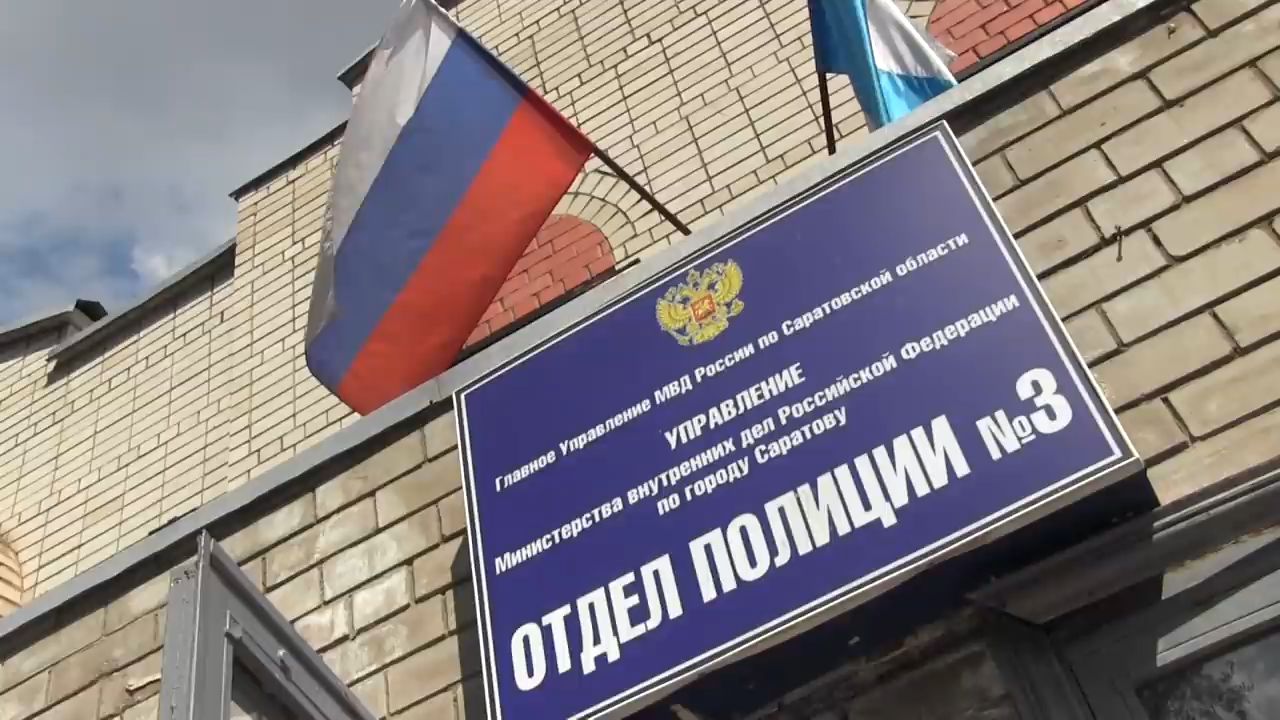 Главное Управление МВД России по Саратовской области
УПРАВЛЕНИЕ
Министерства внутренних дел Российской Федерации
по городу Саратову
ОТДЕЛ ПОЛИЦИИ №3